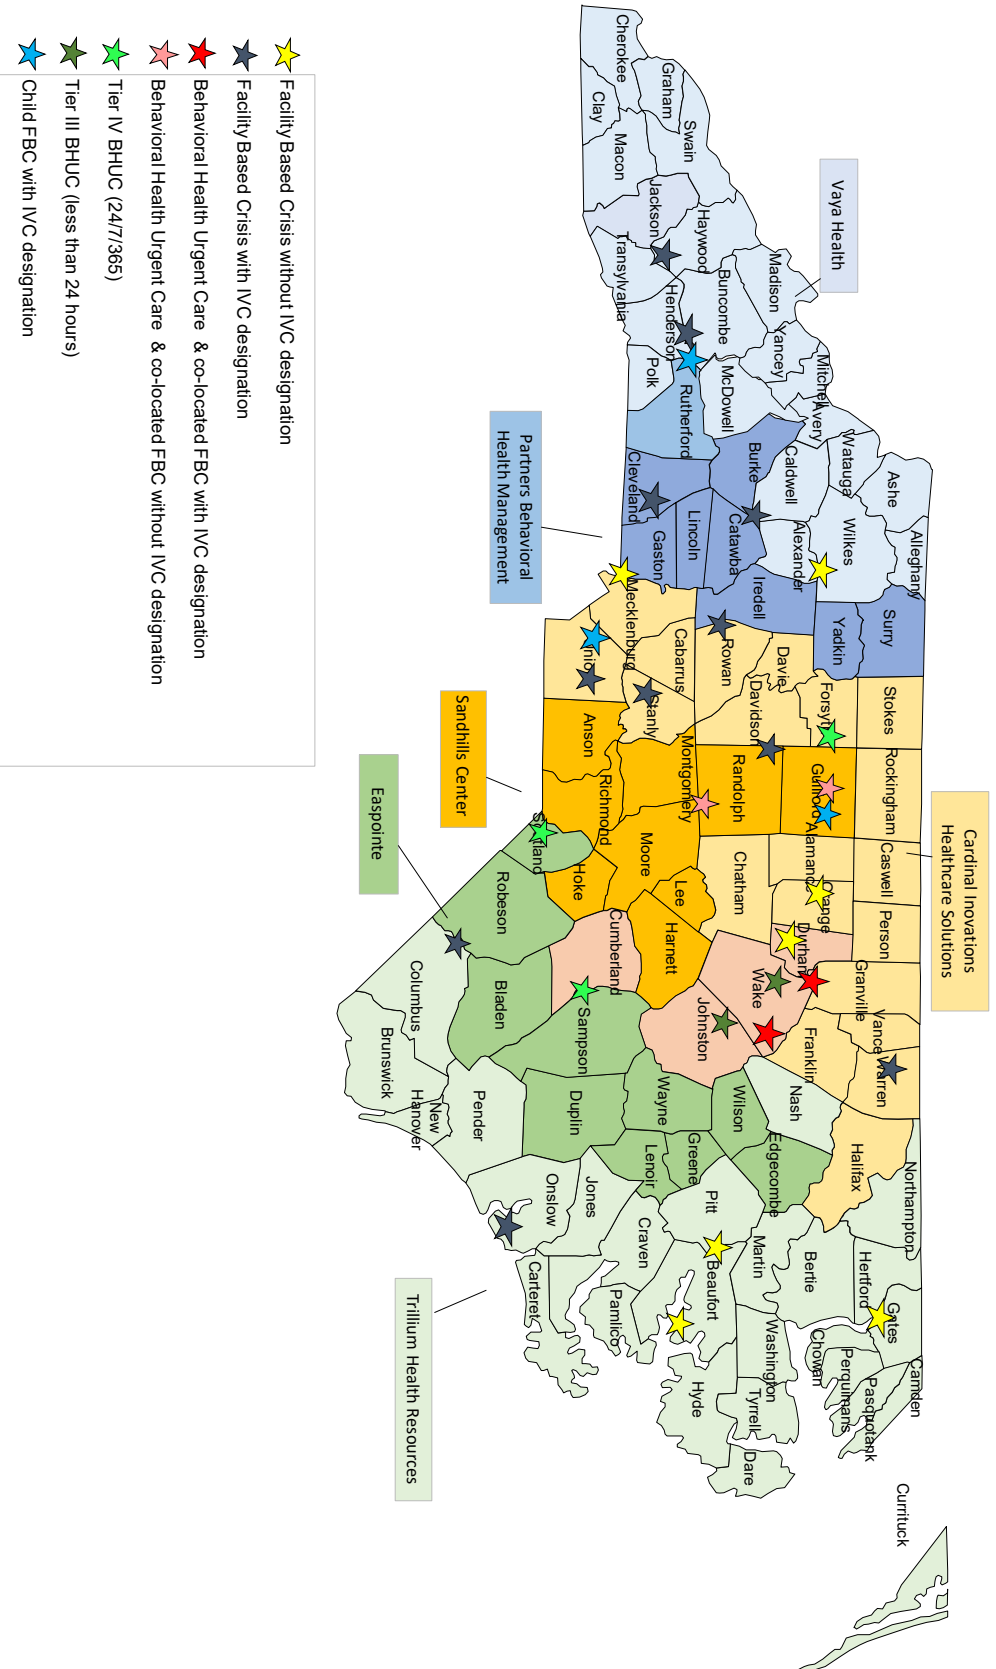 Vaya Health
Cardinal Inovations
Healthcare Solutions
Cherokee
Graham
Swain
Clay
Macon
Jackson
Haywood
Transylvania
Henderson
Buncombe
Madison
Yancey
Mitchell
Avery
McDowell
Polk
Rutherford
Burke
Caldwell
Watauga
Ashe
Alleghany
Wilkes
Alexander
Catawba
Cleveland
Lincoln
Gaston
Iredell
Surry
Yadkin
Mecklenburg
Cabarrus
Rowan
Davie
Davidson
Forsyth
Stokes
Rockingham
Stanly
Anson
Montgomery
Randolph
Guilford
Richmond
Moore
Chatham
Alamance
Caswell
Scotland
Hoke
Lee
Orange
Person
Robeson
Cumberland
Harnett
Durham
Granville
Wake
Vance
Warren
Franklin
Johnston
Columbus
Bladen
Sampson
Brunswick
New
Hanover
Pender
Duplin
Wayne
Wilson
Nash
Halifax
Northampton
Edgecombe
Greene
Lenoir
Onslow
Jones
Pitt
Craven
Martin
Bertie
Hertford
Gates
Carteret
Pamlico
Beaufort
Washington
Chowan
Perquimans
Pasquotank
Camden
Hyde
Tyrrell
Dare
Currituck
Partners Behavioral
Health Management
Sandhills Center
Easpointe
Trillium Health Resources
Facility Based Crisis without IVC designation
Facility Based Crisis with IVC designation
Behavioral Health Urgent Care & co-located FBC with IVC designation
Behavioral Health Urgent Care & co-located FBC without IVC designation
Tier IV BHUC (24/7/365)
Tier III BHUC (less than 24 hours)
Child FBC with IVC designation